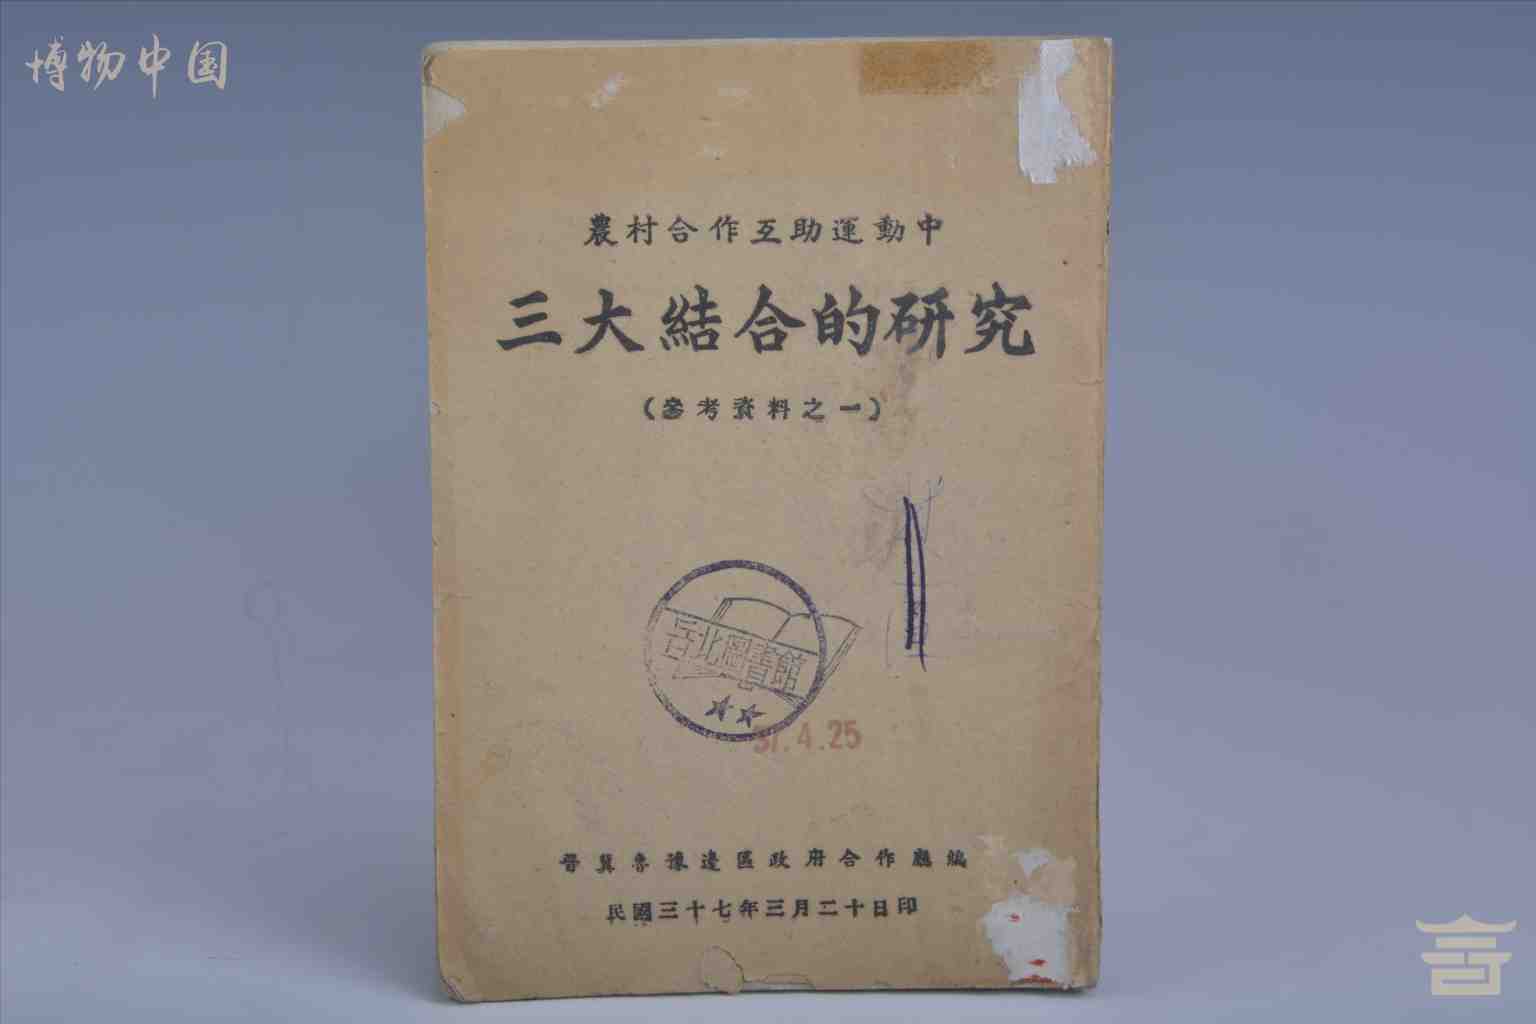 博物中国
農村合作互助運動中
三大結合的研究
（參考資料之一）
岳北圖書館
37.4.25
晋冀魯豫邊區政府合作廳編
民國三十七年三月二十日印